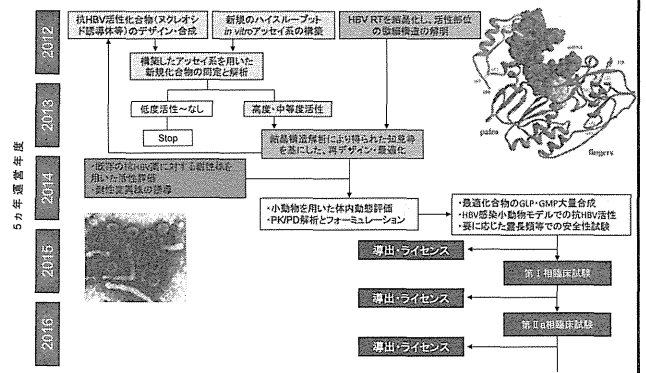 5ヵ年運営年度
2012
2013
2014
2015
2016
抗HBV活性化合物(ヌクレオシ
ド誘導体等)のデザイン・合成
新規のハイスループット
in vitroアッセイ系の構築
HBV RTを結晶化し、活性部位
の微細構造の解明
構築したアッセイ系を用いた
新規化合物の同定と解析
低度活性~なし
高度・中等度活性
Stop
結晶構造解析により得られた知見等
を基にした、再デザイン・最適化
・既存の抗HBV薬に対する耐性株を
用いた活性評価
・耐性変異株の誘導
・小動物を用いた体内動態評価
・PK/PD解析とフォーミュレーション
・最適化合物のGLP・GMP大量合成
・HBV感染小動物モデルでの抗HBV活性
・要に応じた霊長類等での安全性試験
導出・ライセンス
第Ⅰ相臨床試験
導出・ライセンス
第Ⅱa相臨床試験
導出・ライセンス
palm
fingers